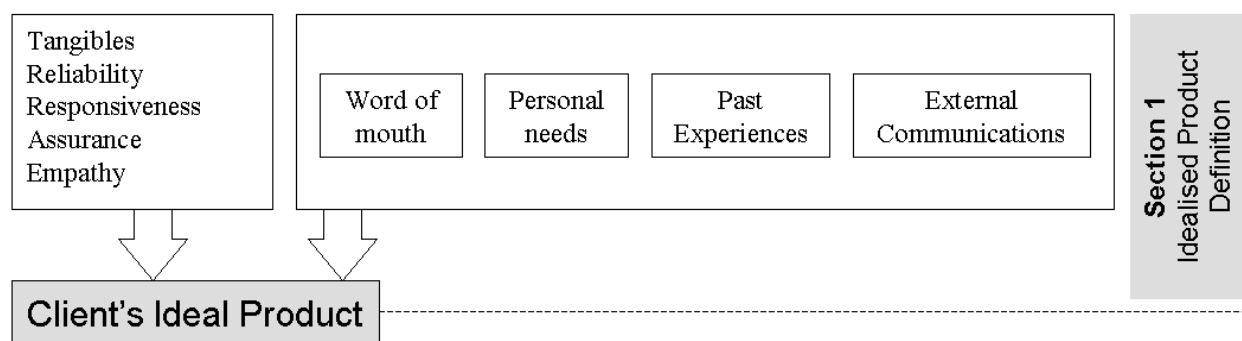 Tangibles
Reliability
Responsiveness
Assurance
Empathy
Word of
mouth
Personal
needs
Past
Experiences
External
Communications
Section 1
Idealised Product
Definition
Client's Ideal Product